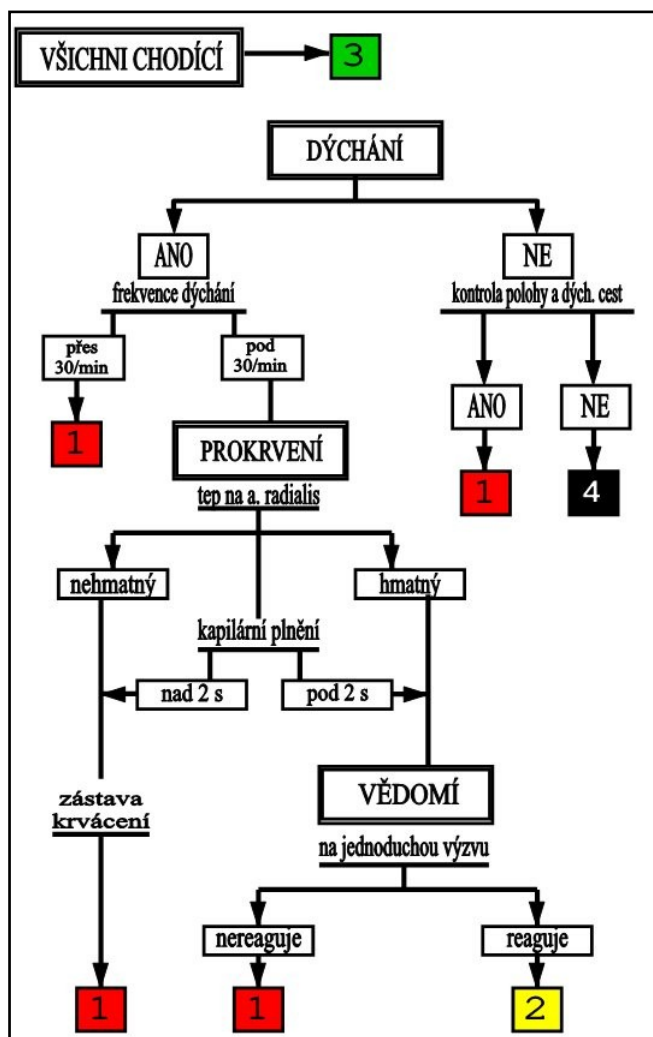 VŠICHNI CHODÍCÍ
3
DÝCHÁNÍ
ANO
NE
frekvence dýchání
kontrola polohy a dých. cest
přes
30/min
pod
30/min
ANO
NE
1
PROKRVENÍ
1
4
tep na a. radialis
nehmatný
hmatný
kapilární plnění
nad 2 s
pod 2 s
VĚDOMÍ
zástava
krvácení
na jednoduchou výzvu
nereaguje
reaguje
1
1
2